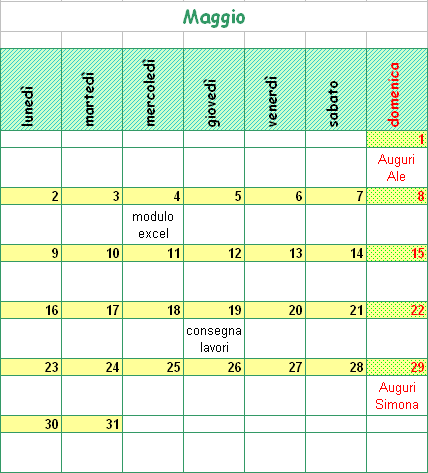 Maggio
lunedì martedì mercoledì giovedì venerdì sabato domenica
1
Auguri
Ale
2 3 4 5 6 7 8
modulo
excel
9 10 11 12 13 14 15
16 17 18 19 20 21 22
consegna
lavori
23 24 25 26 27 28 29
Auguri
Simona
30 31